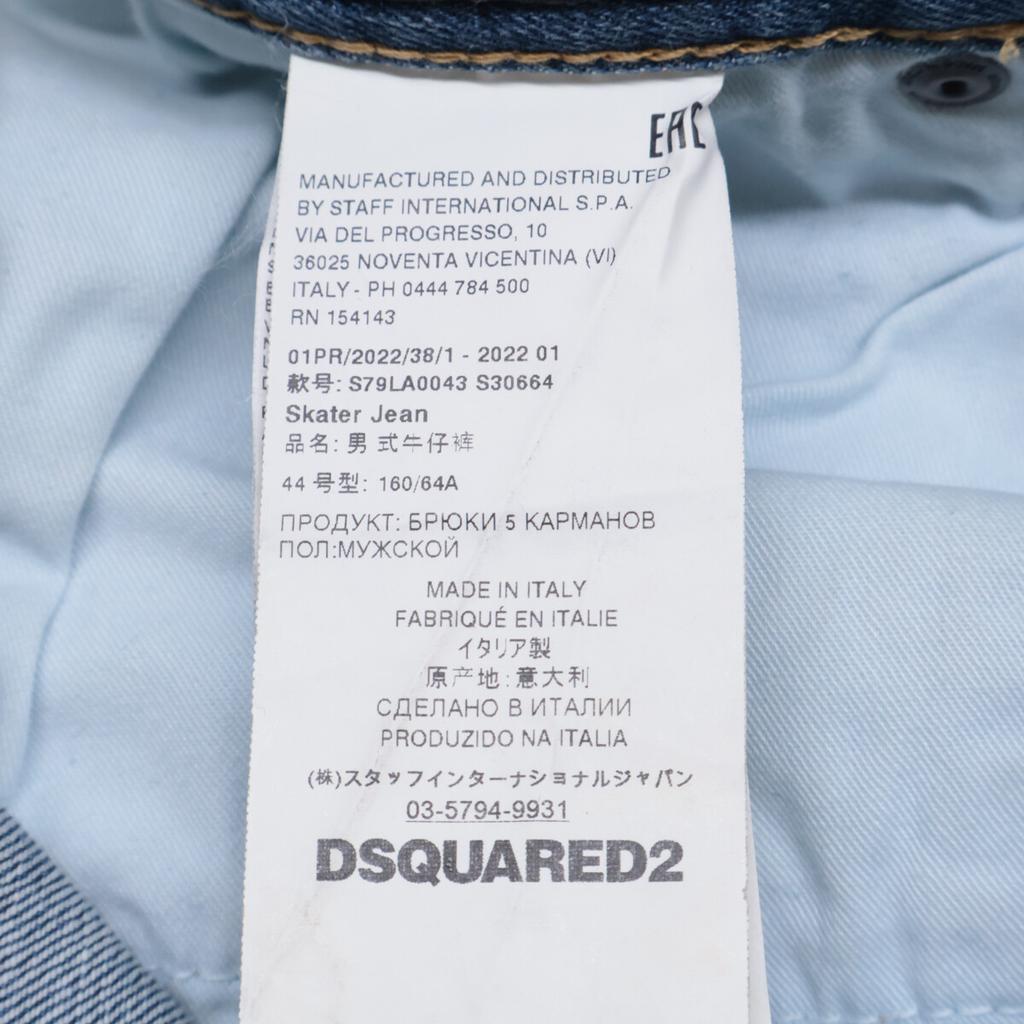 EAC
MANUFACTURED AND DISTRIBUTED
BY STAFF INTERNATIONAL S.P.A.
VIA DEL PROGRESSO, 10
36025 NOVENTA VICENTINA (VI)
ITALY - PH 0444 784 500
RN 154143
01PR/2022/38/1 - 2022 01
款号: S79LA0043 S30664
Skater Jean
品名: 男 式牛仔裤
44 号型: 160/64A
ПРОДУКТ: БРЮКИ 5 КАРМАНОВ
ПОЛ:МУЖСКОЙ
MADE IN ITALY
FABRIQUÉ EN ITALIE
イタリア製
原产地:意大利
СДЕЛАНО В ИТАЛИИ
PRODUZIDO NA ITALIA
(株)スタッフインターナショナルジャパン
03-5794-9931
DSQUARED2